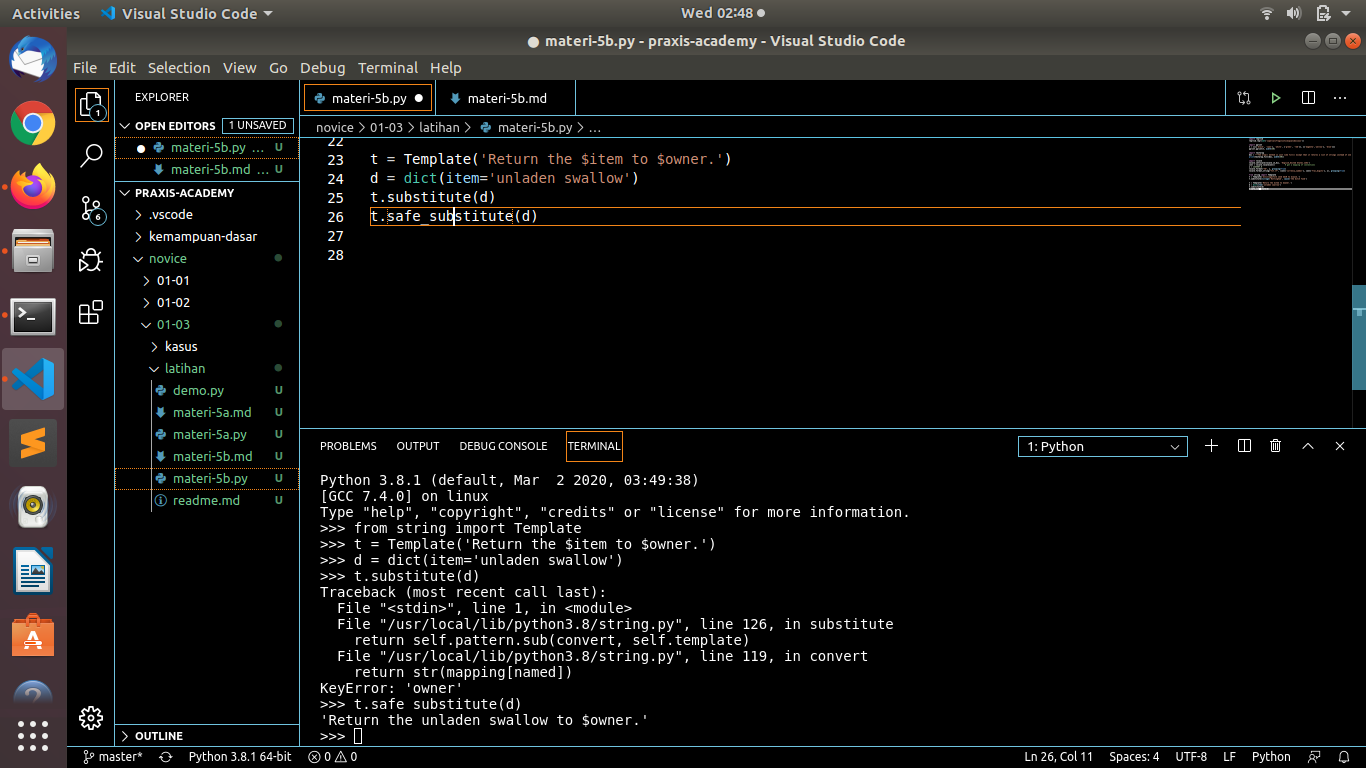 Activities Visual Studio Code Wed 02:48
materi-5b.py - praxis-academy - Visual Studio Code
File Edit Selection View Go Debug Terminal Help
EXPLORER
OPEN EDITORS 1 UNSAVED
materi-5b.py ... U
materi-5b.md ... U
PRAXIS-ACADEMY
.vscode
kemampuan-dasar
novice
01-01
01-02
01-03
kasus
latihan
demo.py U
materi-5a.md U
materi-5a.py U
materi-5b.md U
materi-5b.py U
readme.md U
OUTLINE
1
6
materi-5b.py materi-5b.md
novice > 01-03 > latihan > materi-5b.py > ...
22
23 t = Template('Return the $item to $owner.')
24 d = dict(item='unladen swallow')
25 t.substitute(d)
26 t.safe_substitute(d)
27
28
PROBLEMS OUTPUT DEBUG CONSOLE TERMINAL 1: Python
Python 3.8.1 (default, Mar  2 2020, 03:49:38)
[GCC 7.4.0] on linux
Type "help", "copyright", "credits" or "license" for more information.
>>> from string import Template
>>> t = Template('Return the $item to $owner.')
>>> d = dict(item='unladen swallow')
>>> t.substitute(d)
Traceback (most recent call last):
  File "<stdin>", line 1, in <module>
  File "/usr/local/lib/python3.8/string.py", line 126, in substitute
    return self.pattern.sub(convert, self.template)
  File "/usr/local/lib/python3.8/string.py", line 119, in convert
    return str(mapping[named])
KeyError: 'owner'
>>> t.safe substitute(d)
'Return the unladen swallow to $owner.'
>>>
master* Python 3.8.1 64-bit 0 0 Ln 26, Col 11 Spaces: 4 UTF-8 LF Python